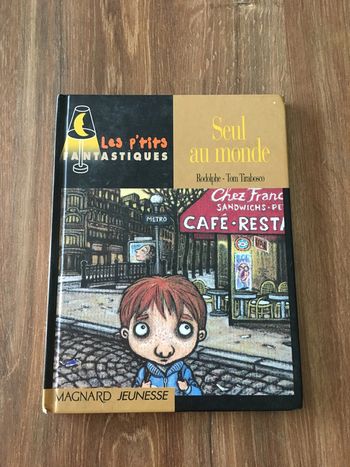 Les p'tits
FANTASTIQUES
Seul
au monde
Rodolphe - Tom Tirabosco
Chez Franc
SANDWICHS-PE
CAFÉ·RESTA
METRO
MAGNARD JEUNESSE